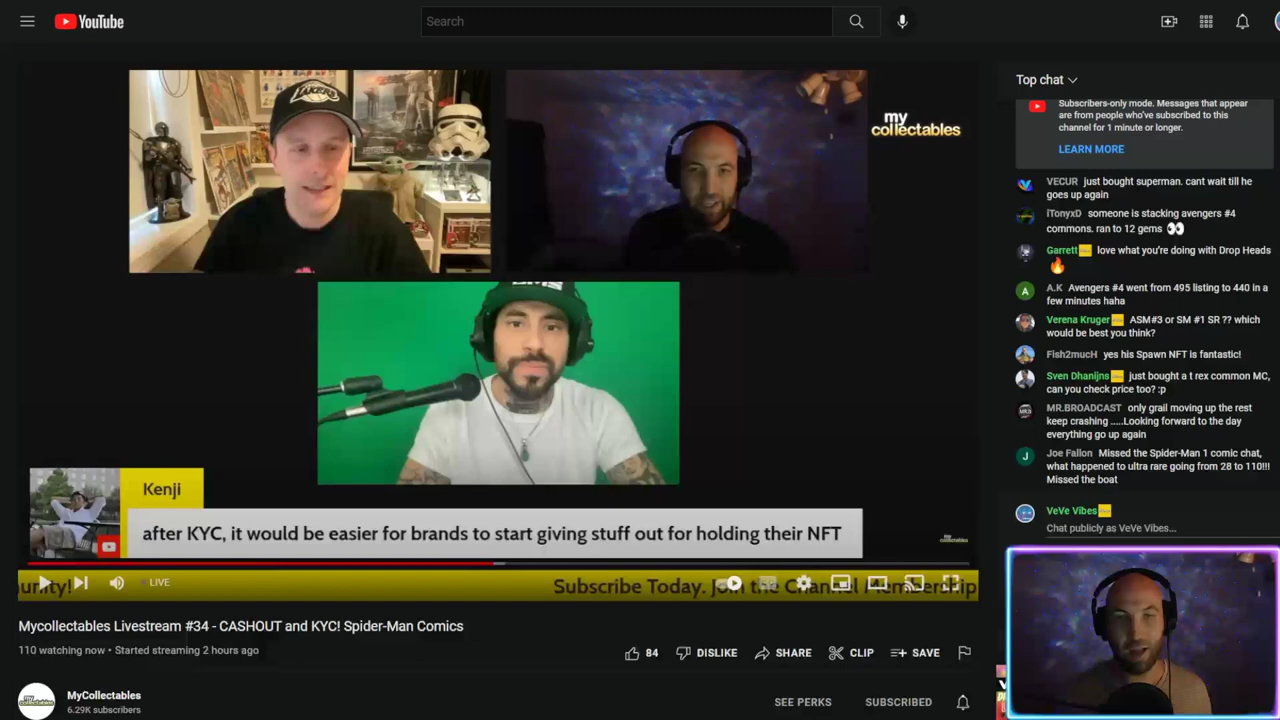 YouTube
Search
LAKERS
my
collectables
Kenji
after KYC, it would be easier for brands to start giving stuff out for holding their NFT
my
collectables
LIVE
unity!
Subscribe Today. Join the Channel Membership
Mycollectables Livestream #34 - CASHOUT and KYC! Spider-Man Comics
110 watching now • Started streaming 2 hours ago
84
DISLIKE
SHARE
CLIP
SAVE
my
collectables
MyCollectables
6.29K subscribers
SEE PERKS
SUBSCRIBED
Top chat
Subscribers-only mode. Messages that appear
are from people who've subscribed to this
channel for 1 minute or longer.
LEARN MORE
VECUR just bought superman. cant wait till he
goes up again
iTonyxD someone is stacking avengers #4
commons. ran to 12 gems 👀
Garrett love what you're doing with Drop Heads
🔥
A.K Avengers #4 went from 495 listing to 440 in a
few minutes haha
Verena Kruger ASM#3 or SM #1 SR ?? which
would be best you think?
Fish2mucH yes his Spawn NFT is fantastic!
Sven Dhanijns just bought a t rex common MC,
can you check price too? :p
MR.BROADCAST only grail moving up the rest
keep crashing .....Looking forward to the day
everything go up again
Joe Fallon Missed the Spider-Man 1 comic chat,
what happened to ultra rare going from 28 to 110!!!
Missed the boat
VeVe Vibes
Chat publicly as VeVe Vibes...